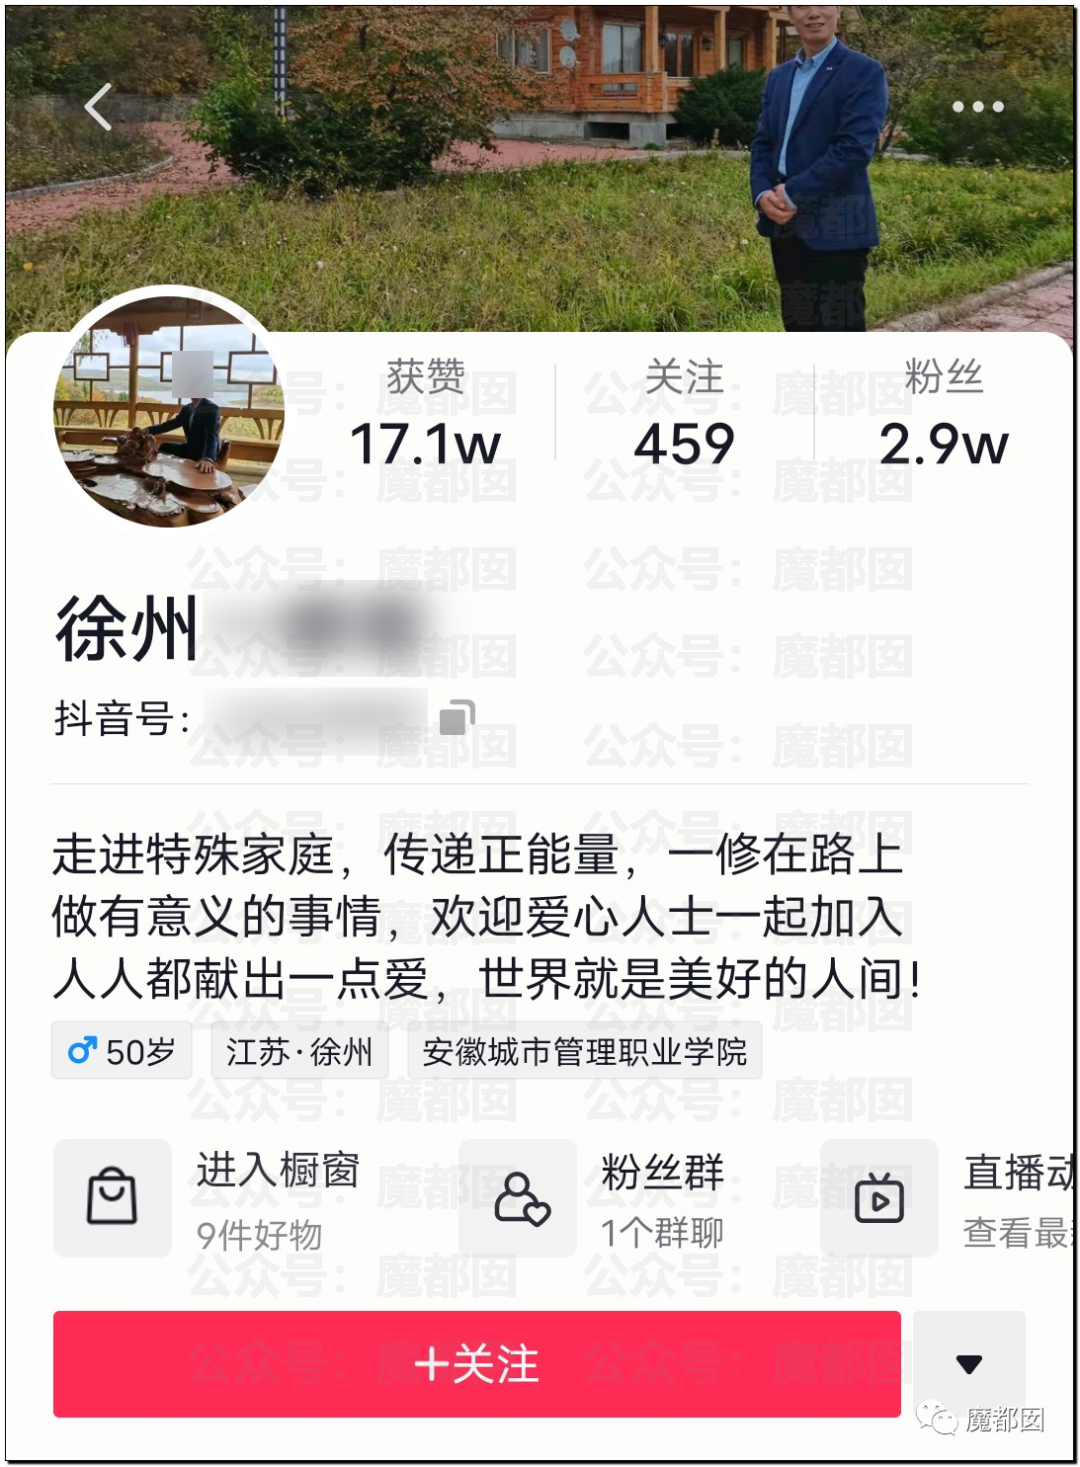 获赞 关注 粉丝
17.1w 459 2.9w
徐州
抖音号：
走进特殊家庭，传递正能量，一修在路上
做有意义的事情，欢迎爱心人士一起加入
人人都献出一点爱，世界就是美好的人间！
♂50岁 江苏·徐州 安徽城市管理职业学院
进入橱窗 粉丝群 直播动
9件好物 1个群聊 查看最
+关注
魔都囡
公众号：魔都囡